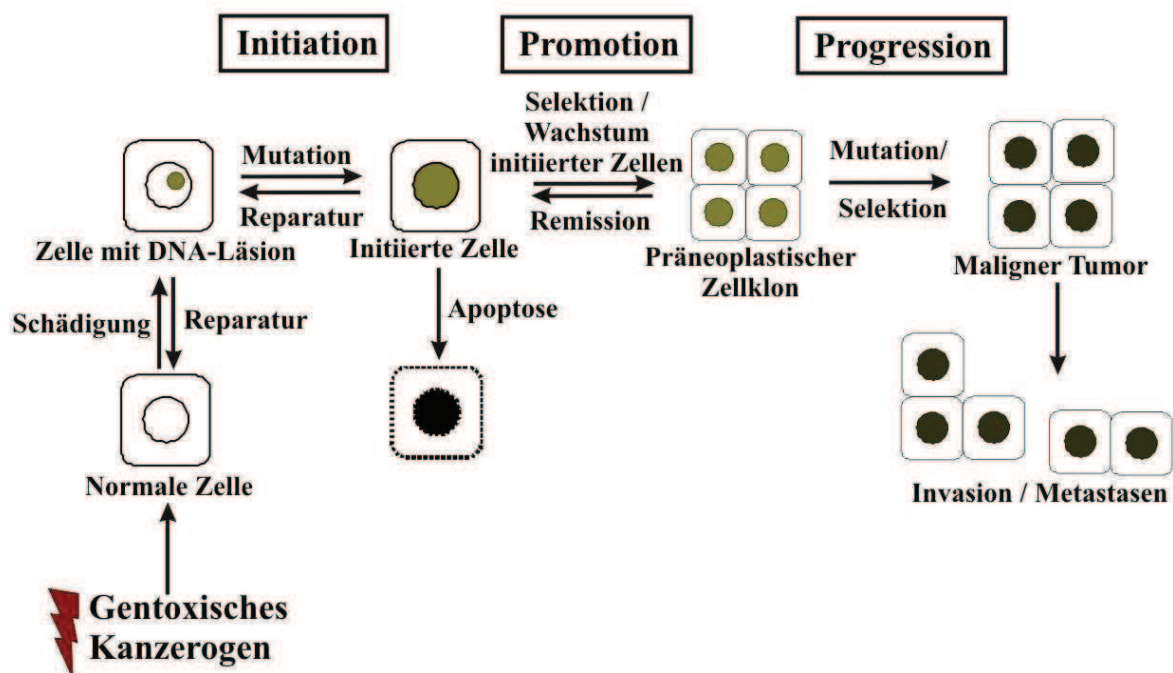 Initiation
Promotion
Progression
Selektion /
Wachstum
initiierter Zellen
Mutation
Reparatur
Remission
Mutation/
Selektion
Zelle mit DNA-Läsion
Initiierte Zelle
Präneoplastischer
Zellklon
Maligner Tumor
Schädigung
Reparatur
Apoptose
Normale Zelle
Invasion / Metastasen
Gentoxisches
Kanzerogen